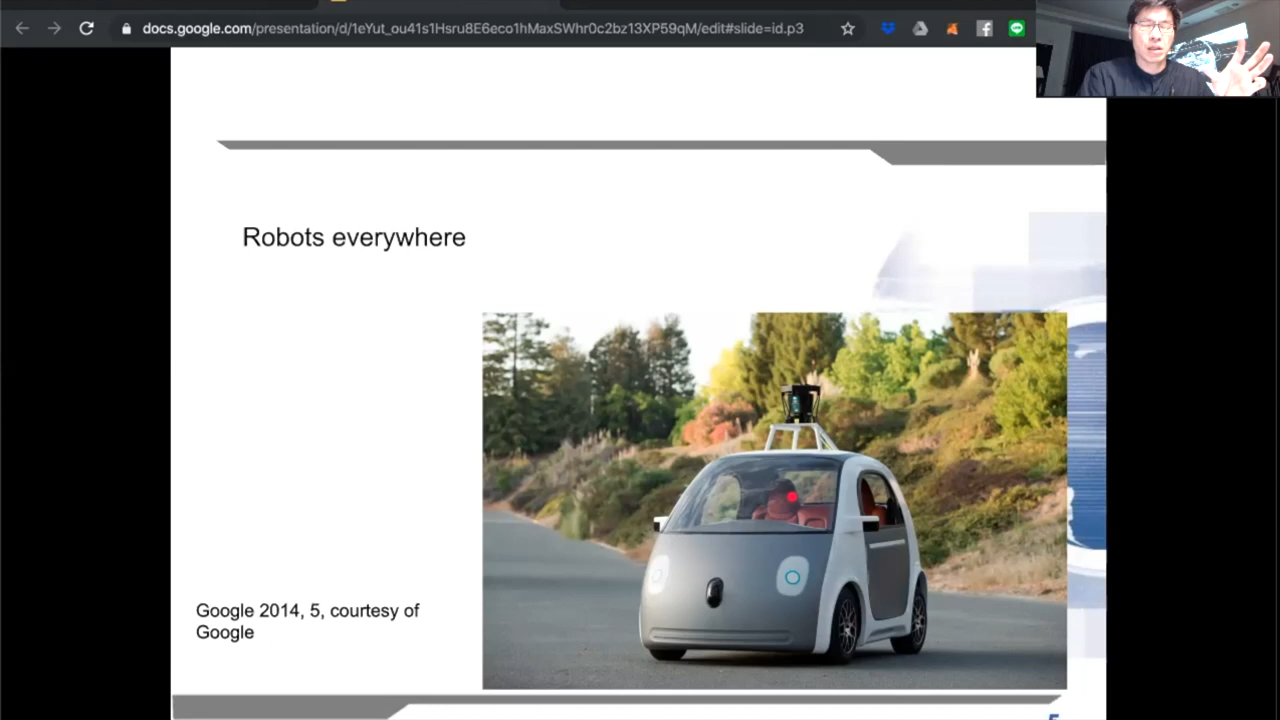 docs.google.com/presentation/d/1eYut_ou41s1Hsru8E6eco1hMaxSWhr0c2bz13XP59qM/edit#slide=id.p3
Robots everywhere
Google 2014, 5, courtesy of
Google